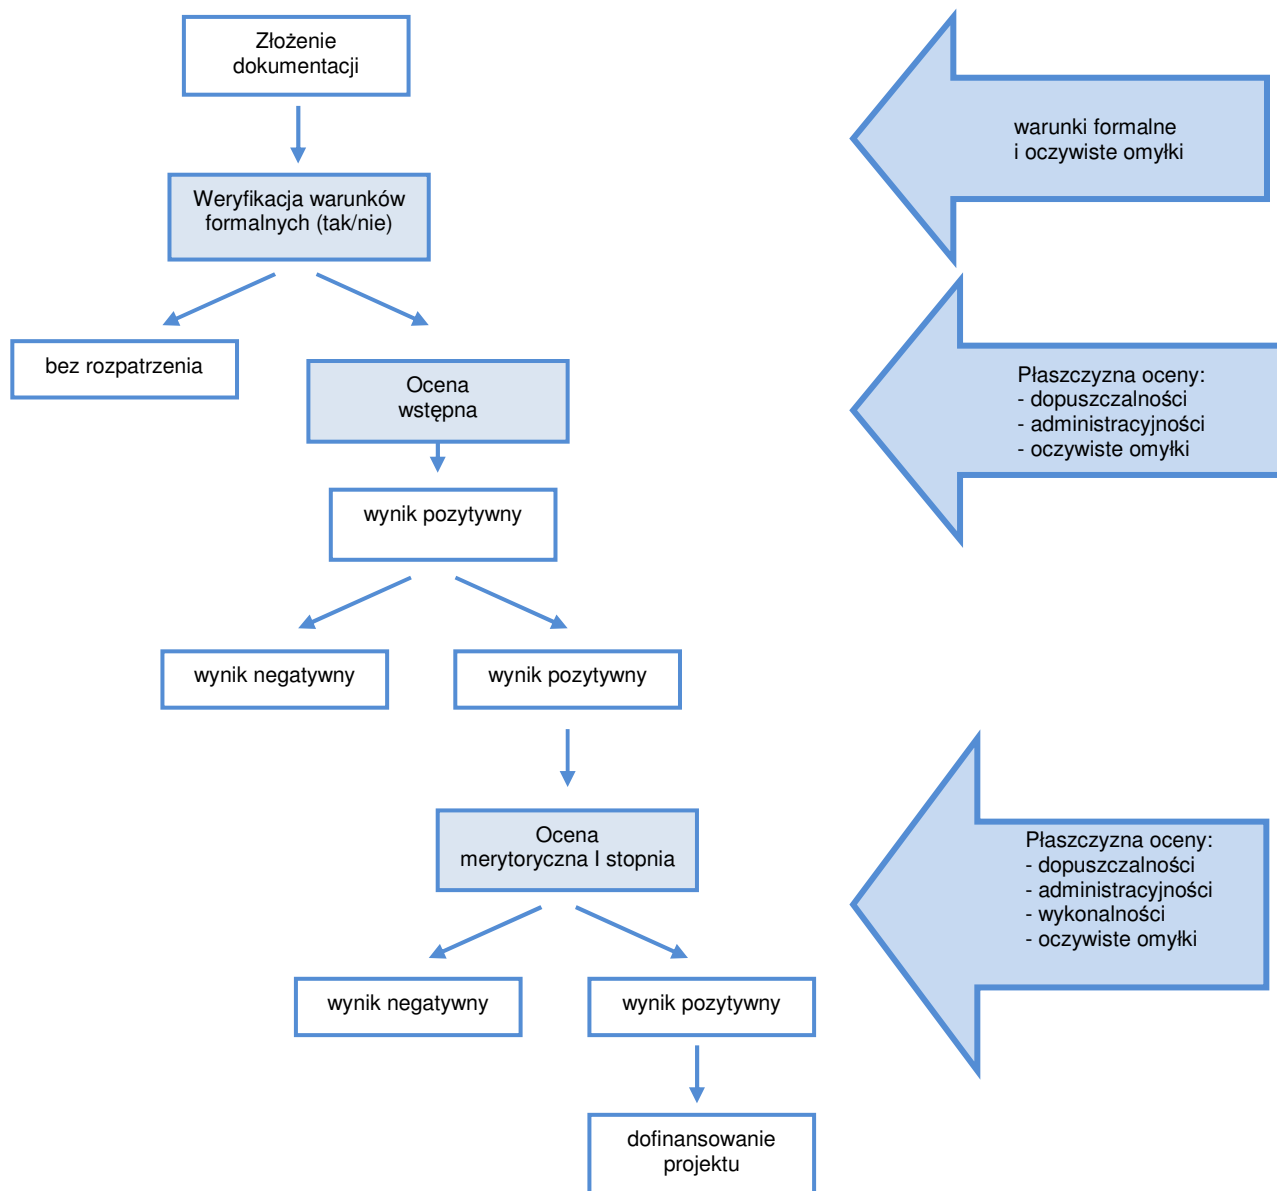 Złożenie
dokumentacji
warunki formalne
i oczywiste omyłki
Weryfikacja warunków
formalnych (tak/nie)
bez rozpatrzenia
Ocena
wstępna
Płaszczyzna oceny:
- dopuszczalności
- administracyjności
- oczywiste omyłki
wynik pozytywny
wynik negatywny
wynik pozytywny
Ocena
merytoryczna I stopnia
Płaszczyzna oceny:
- dopuszczalności
- administracyjności
- wykonalności
- oczywiste omyłki
wynik negatywny
wynik pozytywny
dofinansowanie
projektu